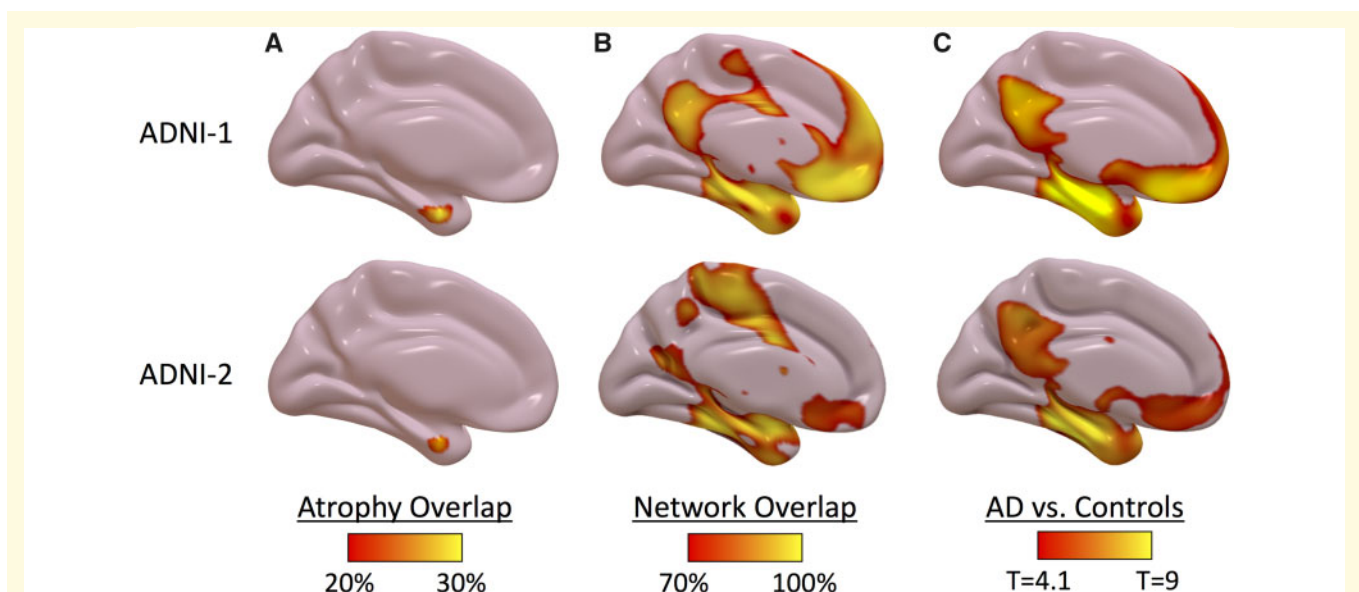 A B C
ADNI-1
ADNI-2
Atrophy Overlap Network Overlap AD vs. Controls
20% 30% 70% 100% T=4.1 T=9